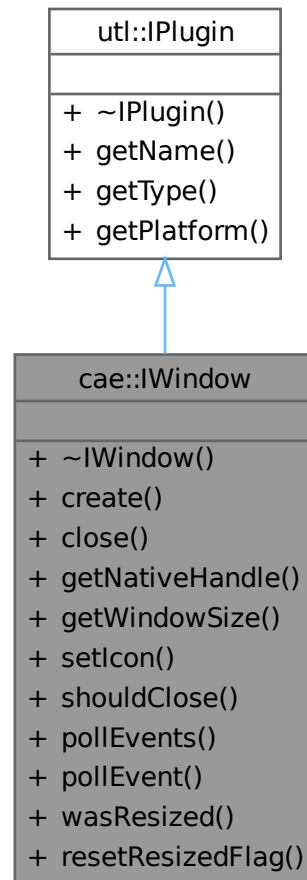 utl::IPlugin
+ ~IPlugin()
+ getName()
+ getType()
+ getPlatform()
cae::IWindow
+ ~IWindow()
+ create()
+ close()
+ getNativeHandle()
+ getWindowSize()
+ setIcon()
+ shouldClose()
+ pollEvents()
+ pollEvent()
+ wasResized()
+ resetResizedFlag()